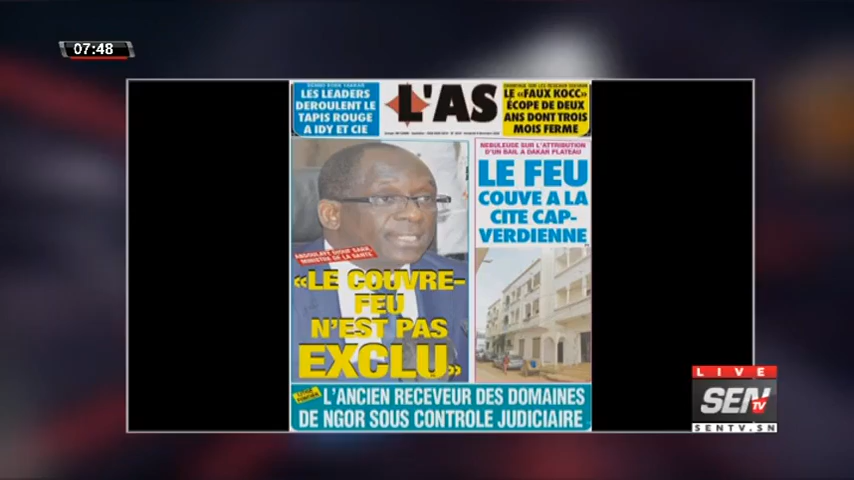 07:48
LES LEADERS
DEROULENT LE
TAPIS ROUGE
A IDY ET CIE
L'AS
LE «FAUX KOCC»
ÉCOPE DE DEUX
ANS DONT TROIS
MOIS FERME
NEBULEUSE SUR L'ATTRIBUTION
D'UN BAIL A DAKAR PLATEAU
LE FEU
COUVE A LA
CITE CAP-
VERDIENNE
ABDOULAYE DIOUF SARR,
MINISTRE DE LA SANTE
«LE COUVRE-
FEU
N'EST PAS
EXCLU»
L'ANCIEN RECEVEUR DES DOMAINES
DE NGOR SOUS CONTROLE JUDICIAIRE
LIVE
SEN
TV
SENTV.SN